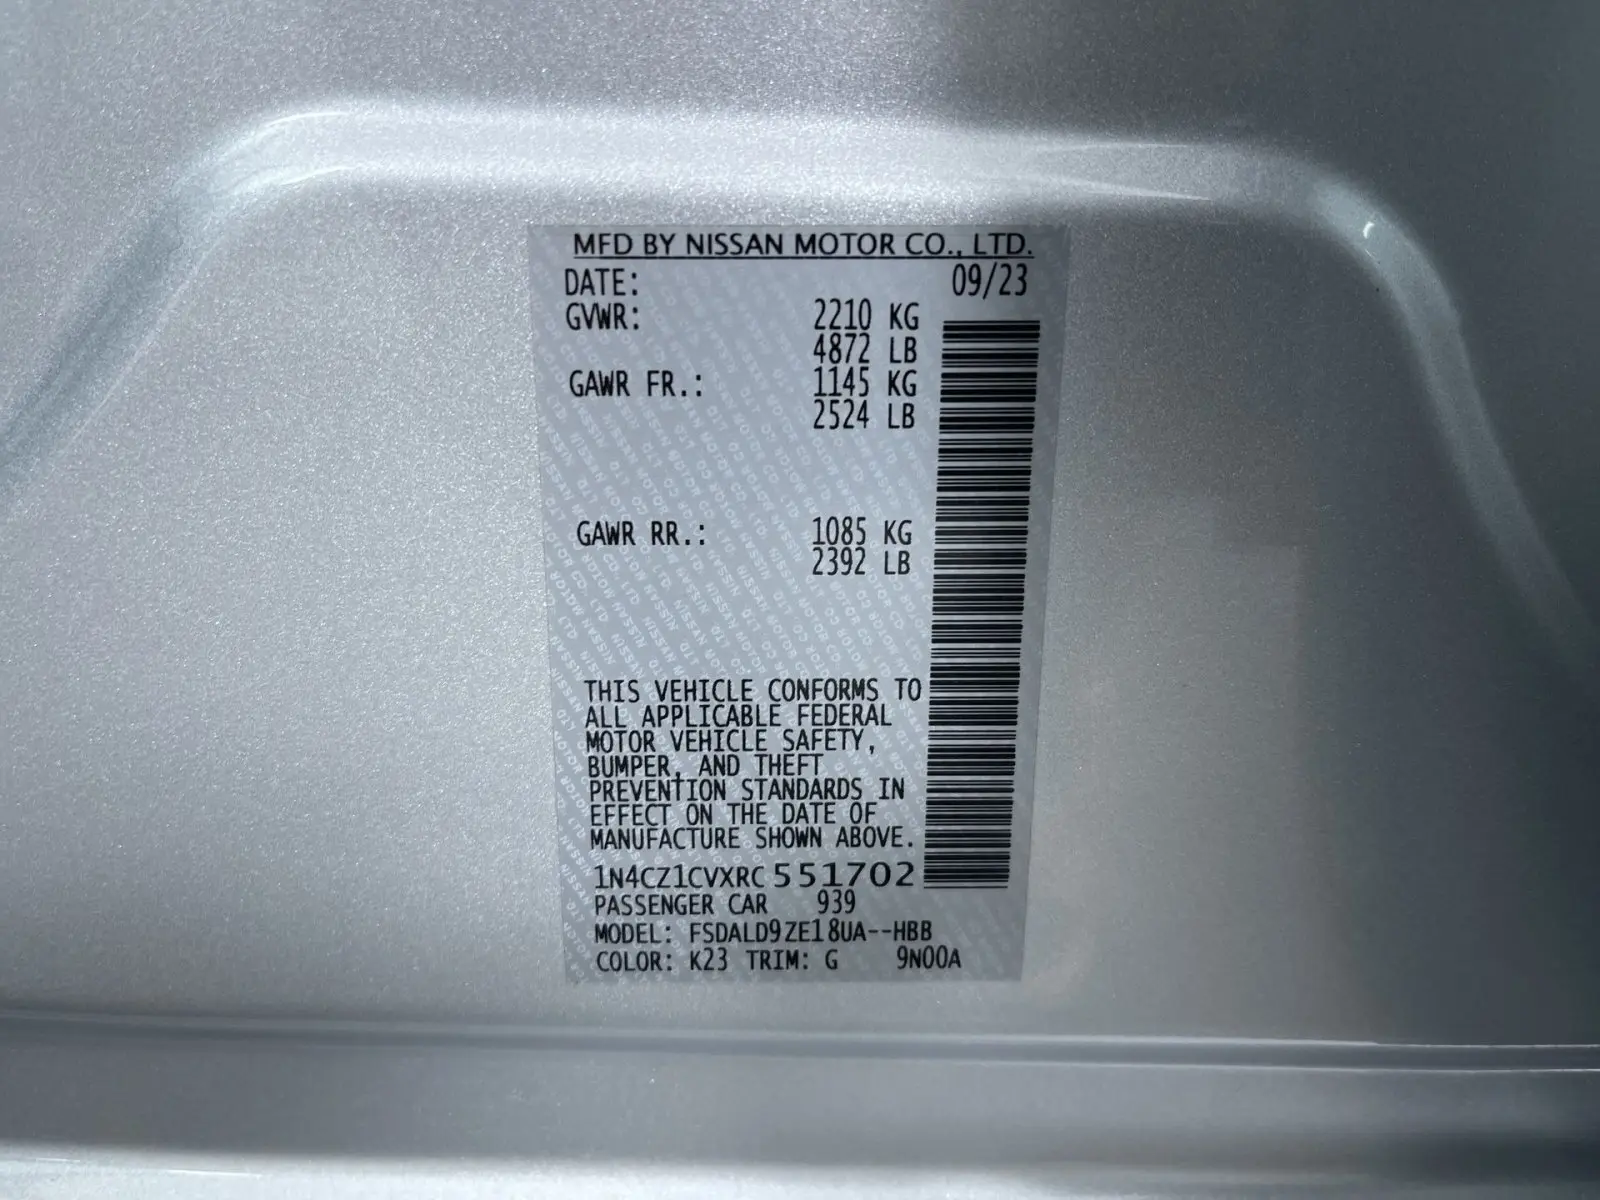 MFD BY NISSAN MOTOR CO., LTD.
DATE: 09/23
GVWR: 2210 KG
4872 LB
GAWR FR.: 1145 KG
2524 LB
GAWR RR.: 1085 KG
2392 LB
THIS VEHICLE CONFORMS TO
ALL APPLICABLE FEDERAL
MOTOR VEHICLE SAFETY,
BUMPER, AND THEFT
PREVENTION STANDARDS IN
EFFECT ON THE DATE OF
MANUFACTURE SHOWN ABOVE.
1N4CZ1CVXRC551702
PASSENGER CAR 939
MODEL: FSDALD9ZE18UA--HBB
COLOR: K23 TRIM: G 9N00A